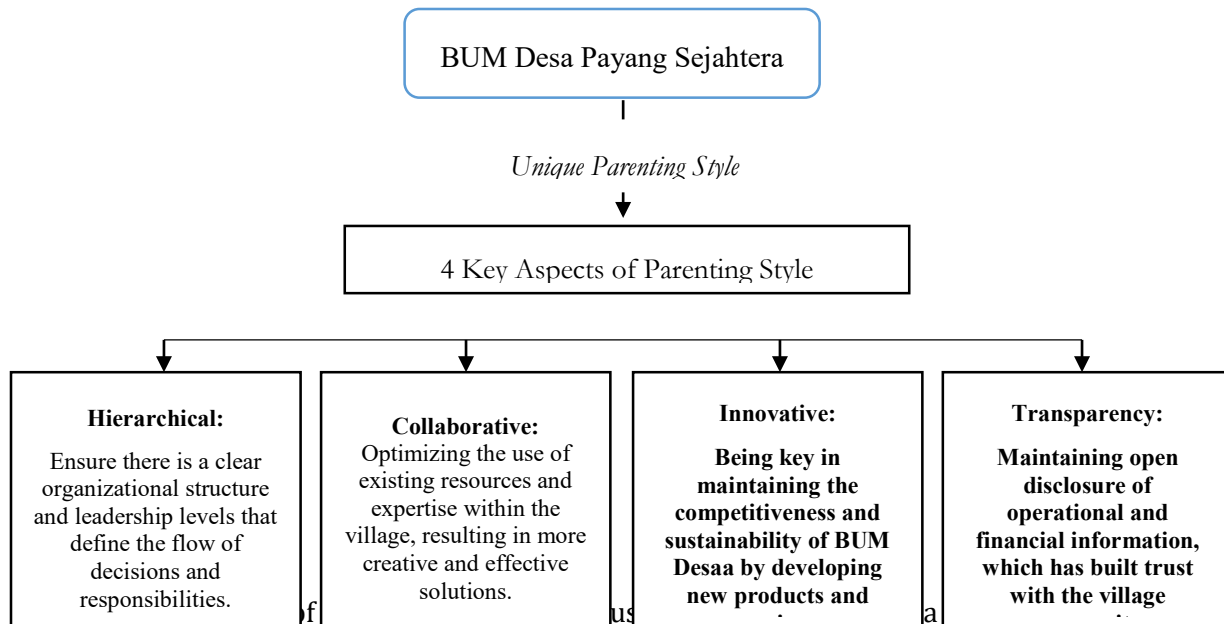 BUM Desa Payang Sejahtera
Unique Parenting Style
4 Key Aspects of Parenting Style
Hierarchical:
Ensure there is a clear
organizational structure
and leadership levels that
define the flow of
decisions and
responsibilities.
Collaborative:
Optimizing the use of
existing resources and
expertise within the
village, resulting in more
creative and effective
solutions.
Innovative:
Being key in
maintaining the
competitiveness and
sustainability of BUM
Desaa by developing
new products and
Transparency:
Maintaining open
disclosure of
operational and
financial information,
which has built trust
with the village